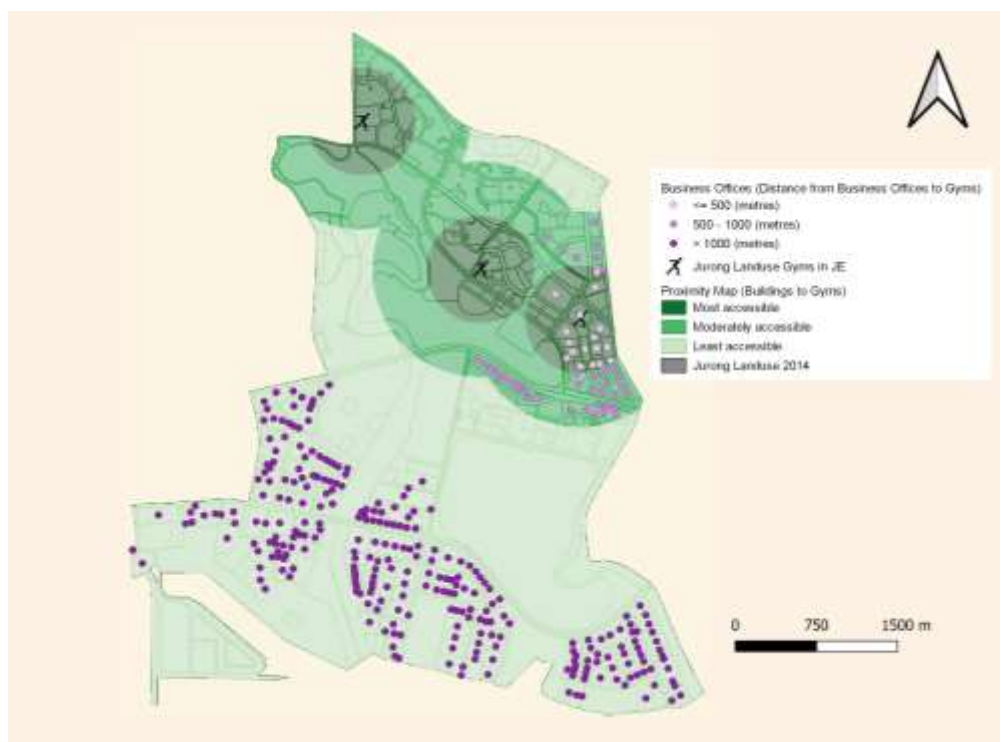 Business Offices (Distance from Business Offices to Gyms)
<= 500 (metres)
500 - 1000 (metres)
> 1000 (metres)
Jurong Landuse Gyms in JE
Proximity Map (Buildings to Gyms)
Most accessible
Moderately accessible
Least accessible
Jurong Landuse 2014
0 750 1500 m